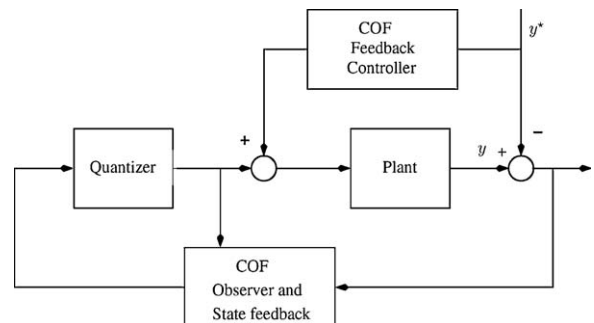 COF
Feedback
Controller
y*
+
−
Quantizer
Plant
y +
COF
Observer and
State feedback